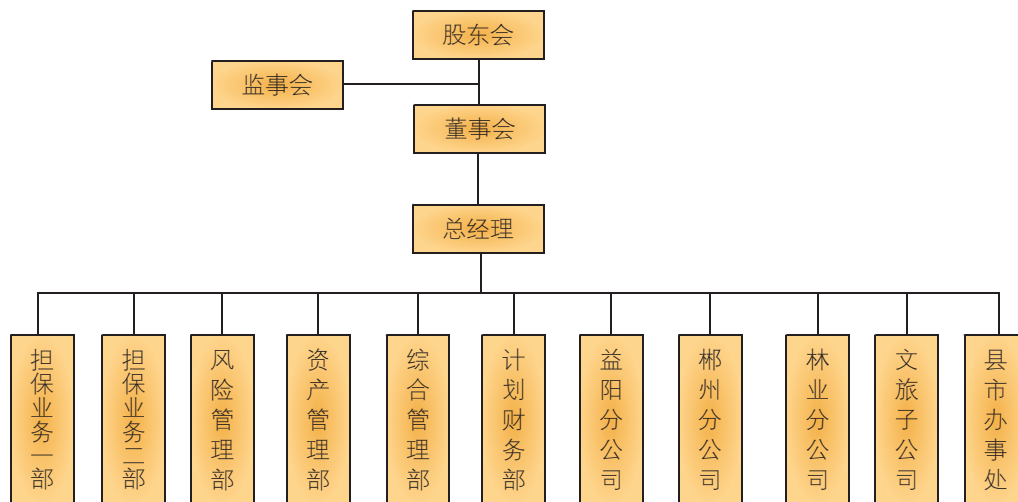 股东会
监事会
董事会
总经理
担保业务一部
担保业务二部
风险管理部
资产管理部
综合管理部
计划财务部
益阳分公司
郴州分公司
林业分公司
文旅子公司
县市办事处